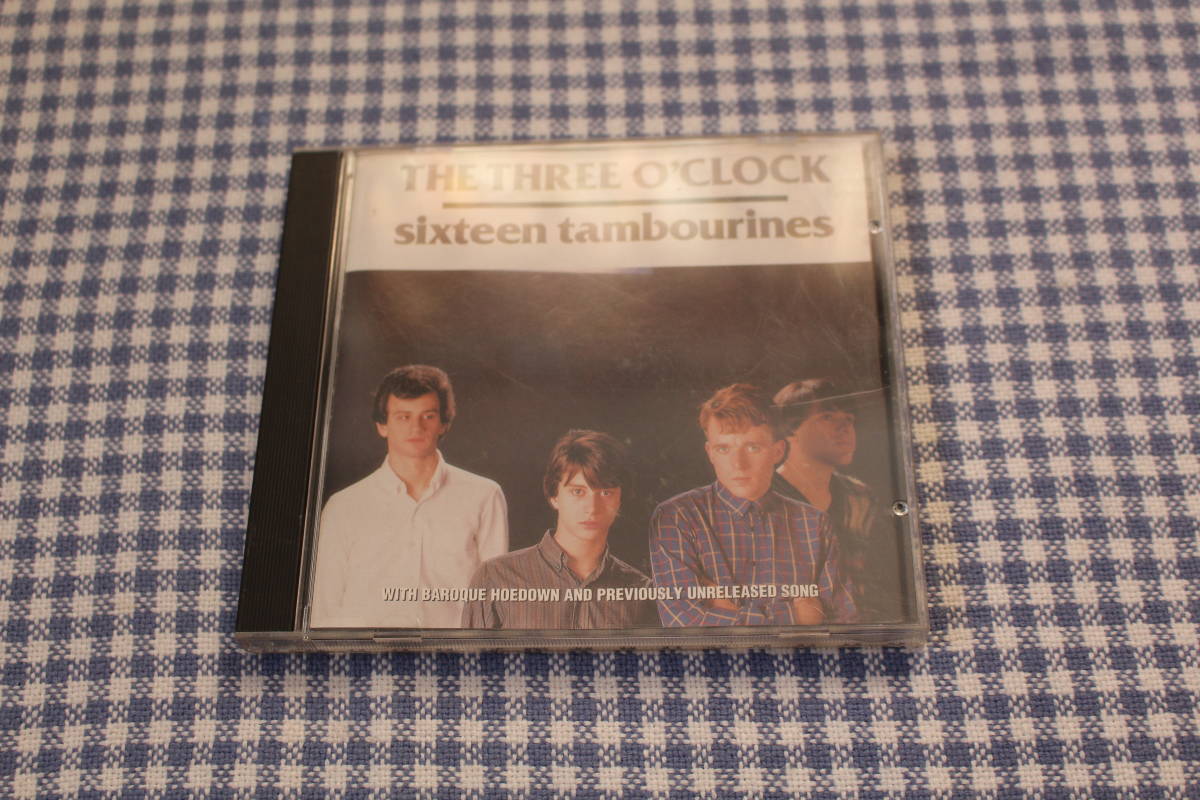 THE THREE O'CLOCK
sixteen tambourines
WITH BAROQUE HOEDOWN AND PREVIOUSLY UNRELEASED SONG